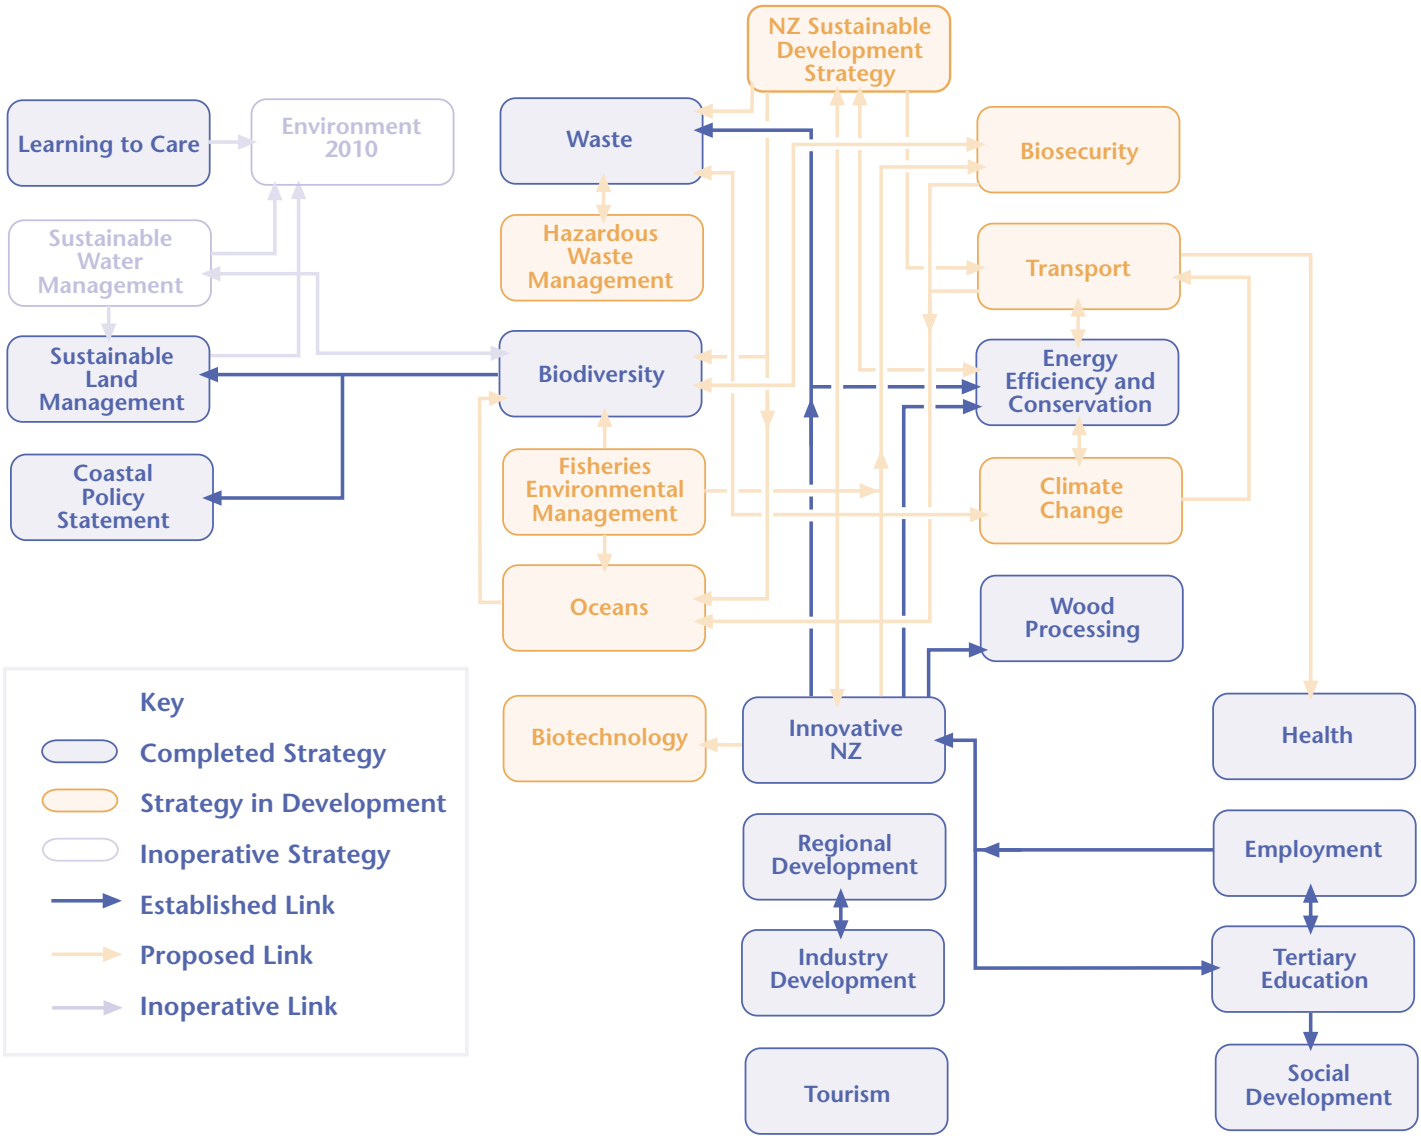 NZ Sustainable
Development
Strategy
Learning to Care
Environment
2010
Waste
Biosecurity
Sustainable
Water
Management
Hazardous
Waste
Management
Transport
Sustainable
Land
Management
Biodiversity
Energy
Efficiency and
Conservation
Coastal
Policy
Statement
Fisheries
Environmental
Management
Climate
Change
Oceans
Wood
Processing
Key
Completed Strategy
Strategy in Development
Inoperative Strategy
Established Link
Proposed Link
Inoperative Link
Biotechnology
Innovative
NZ
Health
Regional
Development
Employment
Industry
Development
Tertiary
Education
Tourism
Social
Development